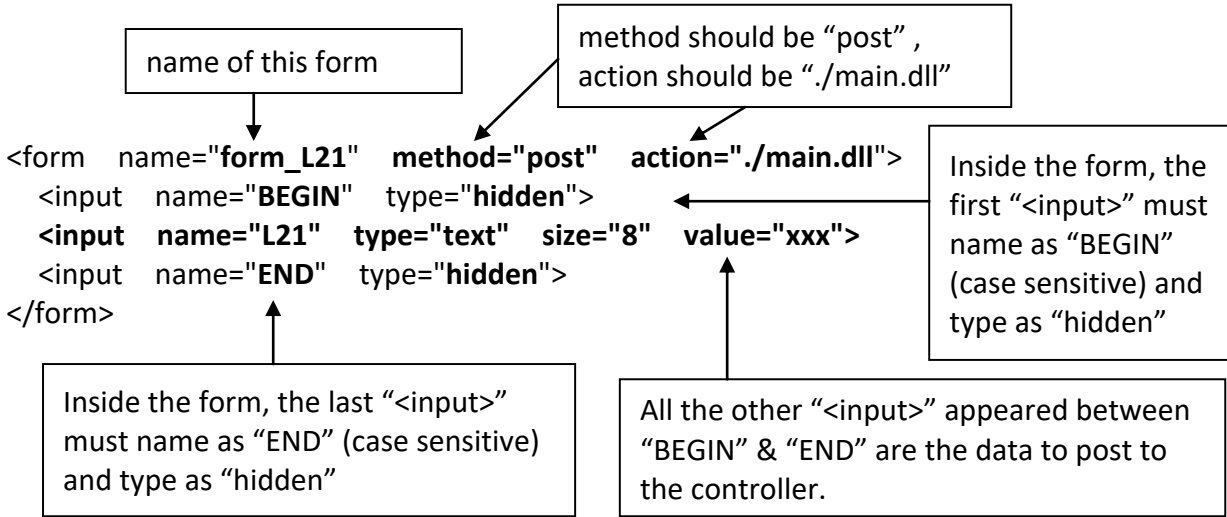 name of this form
method should be “post” ,
action should be “./main.dll”
<form name="form_L21" method="post" action="./main.dll">
<input name="BEGIN" type="hidden">
<input name="L21" type="text" size="8" value="xxx">
<input name="END" type="hidden">
</form>
Inside the form, the
first “<input>” must
name as “BEGIN”
(case sensitive) and
type as “hidden”
Inside the form, the last “<input>”
must name as “END” (case sensitive)
and type as “hidden”
All the other “<input>” appeared between
“BEGIN” & “END” are the data to post to
the controller.